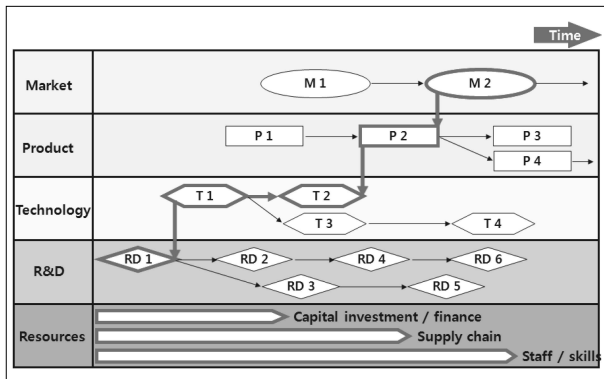 Time
Market
M 1
M 2
Product
P 1
P 2
P 3
P 4
Technology
T 1
T 2
T 3
T 4
R&D
RD 1
RD 2
RD 4
RD 6
RD 3
RD 5
Resources
Capital investment / finance
Supply chain
Staff / skills